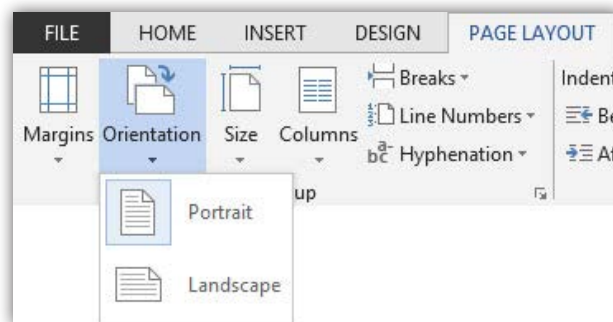 FILE HOME INSERT DESIGN PAGE LAYOUT
Margins Orientation Size Columns
Breaks
Line Numbers
Hyphenation
Indent
up
Portrait
Landscape